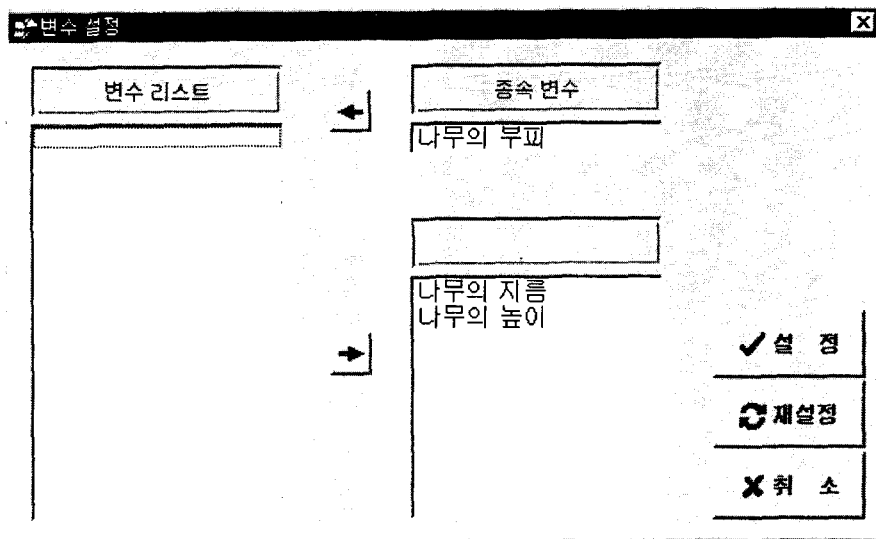 변수 설정
변수 리스트
종속 변수
나무의 부피
나무의 지름
나무의 높이
설 정
재설정
취 소